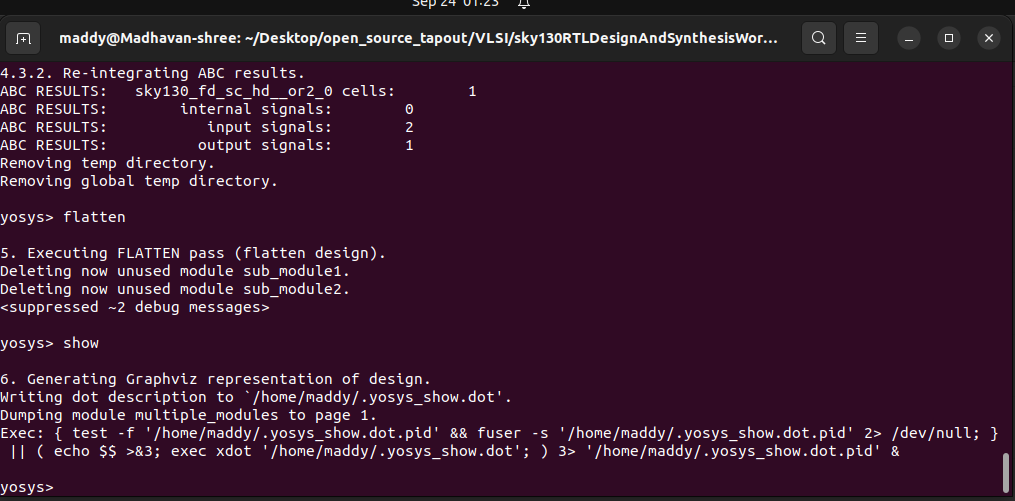 Sep 24 01:23
maddy@Madhavan-shree: ~/Desktop/open_source_tapout/VLSI/sky130RTLDesignAndSynthesisWor...
4.3.2. Re-integrating ABC results.
ABC RESULTS:   sky130_fd_sc_hd__or2_0 cells:        1
ABC RESULTS:        internal signals:        0
ABC RESULTS:           input signals:        2
ABC RESULTS:          output signals:        1
Removing temp directory.
Removing global temp directory.
yosys> flatten
5. Executing FLATTEN pass (flatten design).
Deleting now unused module sub_module1.
Deleting now unused module sub_module2.
<suppressed ~2 debug messages>
yosys> show
6. Generating Graphviz representation of design.
Writing dot description to `/home/maddy/.yosys_show.dot'.
Dumping module multiple_modules to page 1.
Exec: { test -f '/home/maddy/.yosys_show.dot.pid' && fuser -s '/home/maddy/.yosys_show.dot.pid' 2> /dev/null; }
 || ( echo $$ >&3; exec xdot '/home/maddy/.yosys_show.dot'; ) 3> '/home/maddy/.yosys_show.dot.pid' &
yosys>